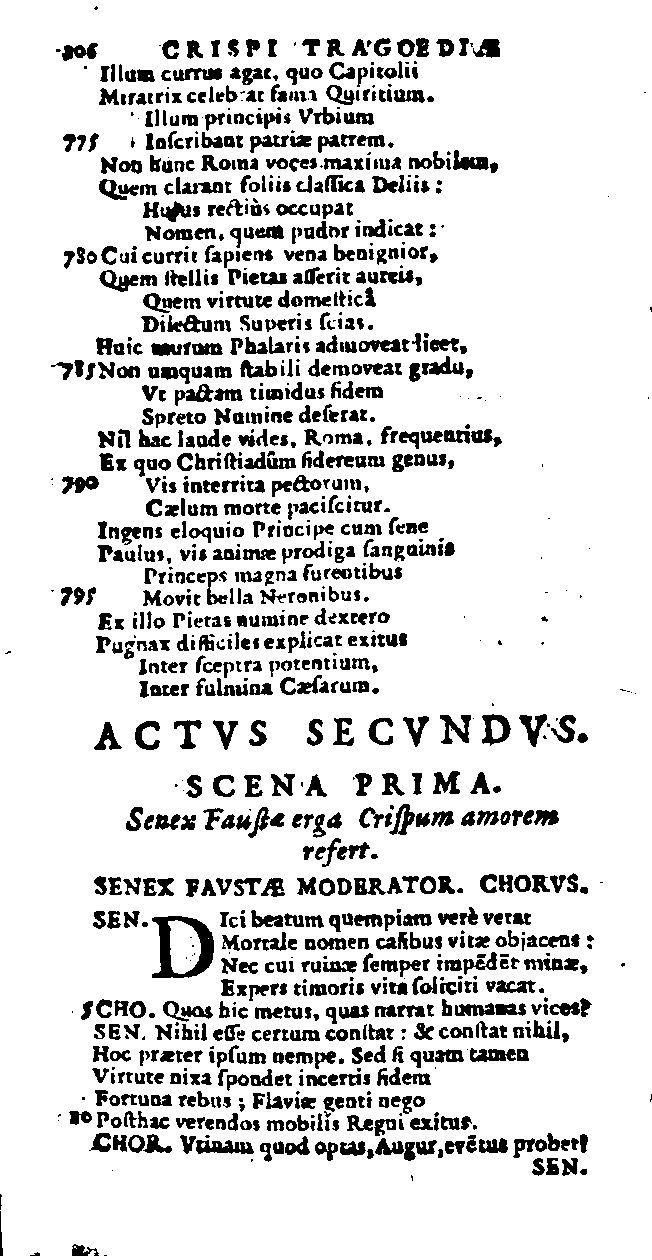 206 CRISPI TRAGOEDIÆ
Illum currus agat, quo Capitolii
Miratrix celebrat fama Quiritium.
Illum principis Vrbium
775 Inſcribant patriæ patrem.
Non hunc Roma voces maxima nobilem,
Quem clarant foliis claſſica Deliis :
Hujus rectiùs occupat
Nomen, quem pudor indicat :
780 Cui currit ſapiens vena benignior,
Quem ſtellis Pietas aſſerit aureis,
Quem virtute domeſticâ
Dilectum Superis ſcias.
Huic murum Phalaris admoveat licet,
785 Non umquam ſtabili demoveat gradu,
Vt pactam timidus fidem
Spreto Numine deſerat.
Nil hac laude vides, Roma, frequentius,
Ex quo Chriſtiadûm ſidereum genus,
790 Vis interrita pectorum,
Cælum morte paciſcitur.
Ingens eloquio Principe cum ſene
Paulus, vis animæ prodiga ſanguinis
Princeps magna furentibus
795 Movit bella Neronibus.
Ex illo Pietas numine dextero
Pugnax difficiles explicat exitus
Inter ſceptra potentium,
Inter fulmina Cæſarum.
ACTVS SECVNDVS.
SCENA PRIMA.
Senex Fauſtæ erga Criſpum amorem
refert.
SENEX FAVSTÆ MODERATOR. CHORVS.
SEN. DIci beatum quempiam verè vetat
Mortale nomen caſibus vitæ objacens :
Nec cui ruinæ ſemper impēdēt minæ,
Expers timoris vita ſoliciti vacat.
5 CHO. Quos hic metus, quas narrat humanas vices?
SEN. Nihil eſſe certum conſtat : & conſtat nihil,
Hoc præter ipſum nempe. Sed ſi quam tamen
Virtute nixa ſpondet incertis fidem
Fortuna rebus ; Flaviæ genti nego
10 Poſthac verendos mobilis Regni exitus.
CHOR. Vtinam quod optas, Augur, evētus probet!
SEN.